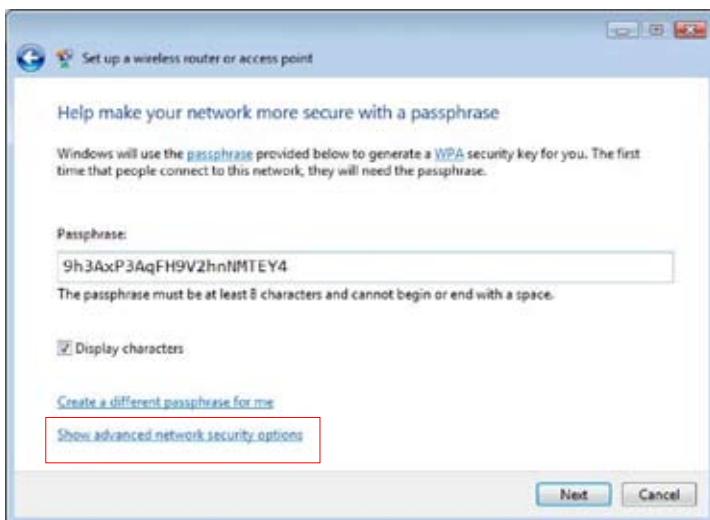 Set up a wireless router or access point
Help make your network more secure with a passphrase
Windows will use the passphrase provided below to generate a WPA security key for you. The first
time that people connect to this network, they will need the passphrase.
Passphrase:
9h3AxP3AqFH9V2hnNMTEY4
The passphrase must be at least 8 characters and cannot begin or end with a space.
Display characters
Create a different passphrase for me
Show advanced network security options
Next Cancel